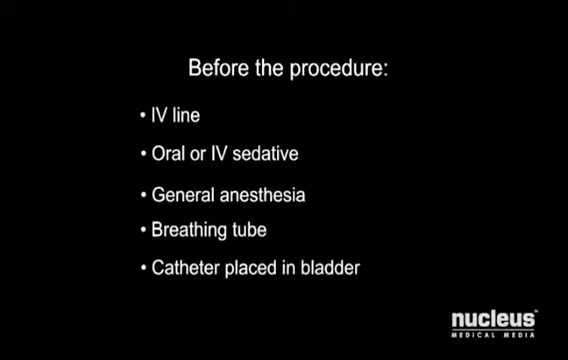 Before the procedure:
• IV line
• Oral or IV sedative
• General anesthesia
• Breathing tube
• Catheter placed in bladder
nucleus™
MEDICAL MEDIA